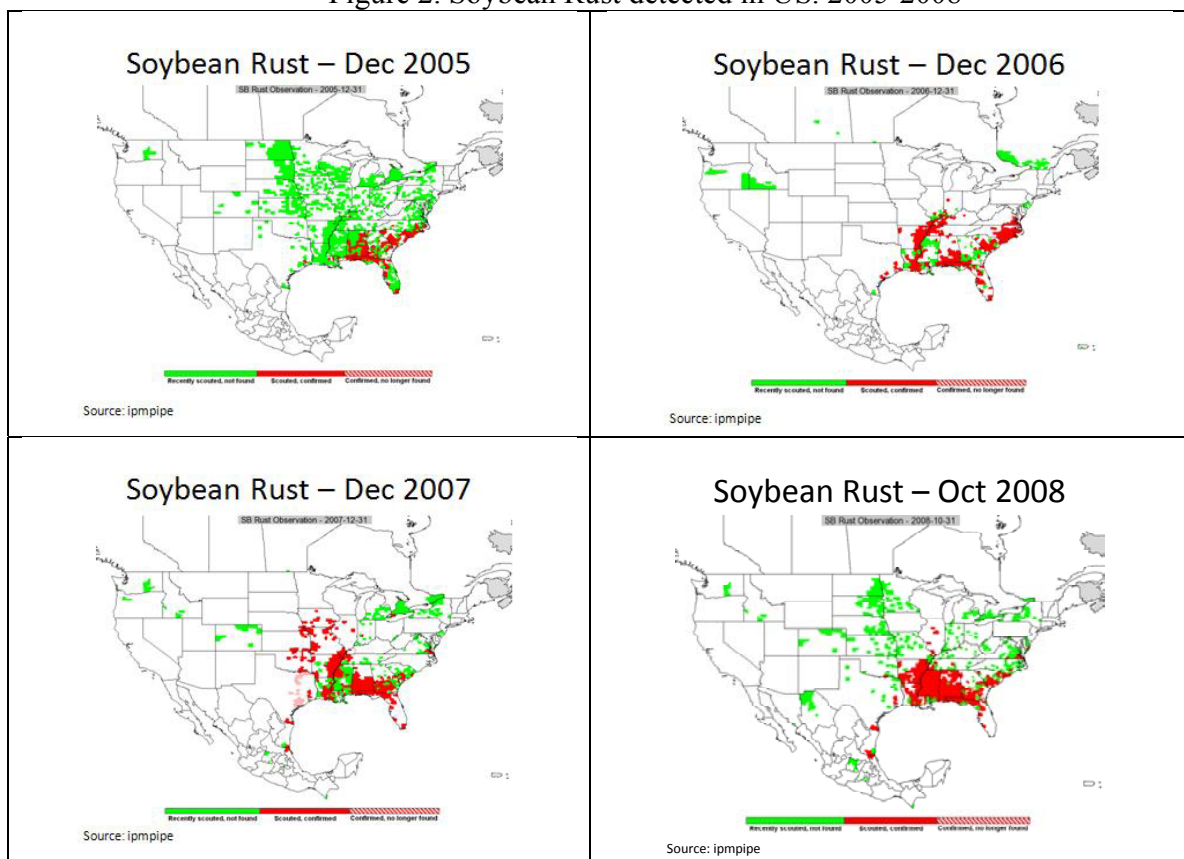 Figure 2. Soybean Rust detected in US: 2005-2008
Soybean Rust – Dec 2005
SB Rust Observation - 2005-12-31
Recently scouted, not found Scouted, confirmed Confirmed, no longer found
Source: ipmpipe
Soybean Rust – Dec 2006
SB Rust Observation - 2006-12-31
Recently scouted, not found Scouted, confirmed Confirmed, no longer found
Source: ipmpipe
Soybean Rust – Dec 2007
SB Rust Observation - 2007-12-31
Recently scouted, not found Scouted, confirmed Confirmed, no longer found
Source: ipmpipe
Soybean Rust – Oct 2008
SB Rust Observation - 2008-10-31
Recently scouted, not found Scouted, confirmed Confirmed, no longer found
Source: ipmpipe